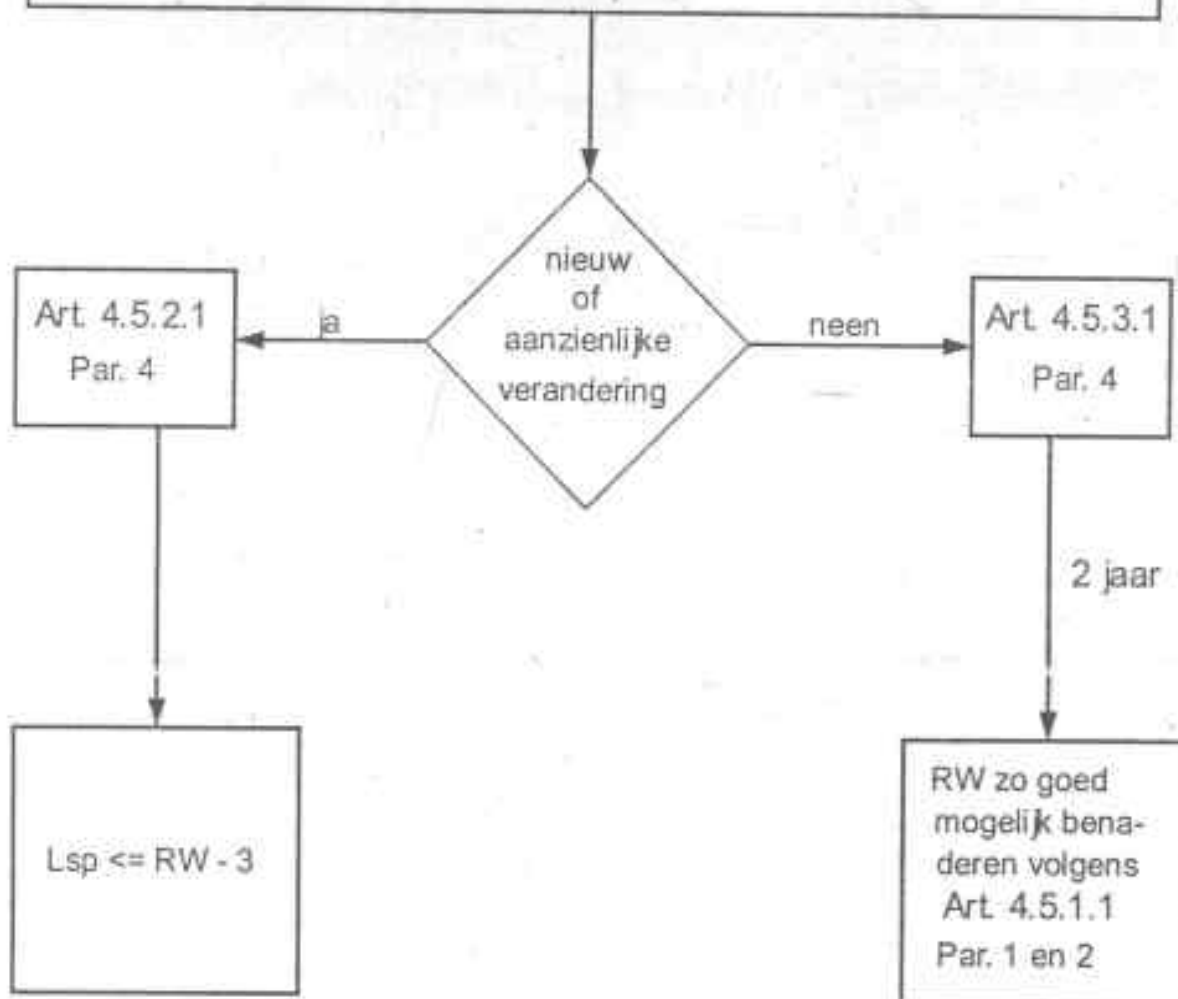 nieuw
of
aanzienlijke
verandering
ja
neen
Art. 4.5.2.1
Par. 4
Art. 4.5.3.1
Par. 4
2 jaar
Lsp <= RW - 3
RW zo goed
mogelijk bena-
deren volgens
Art. 4.5.1.1
Par. 1 en 2